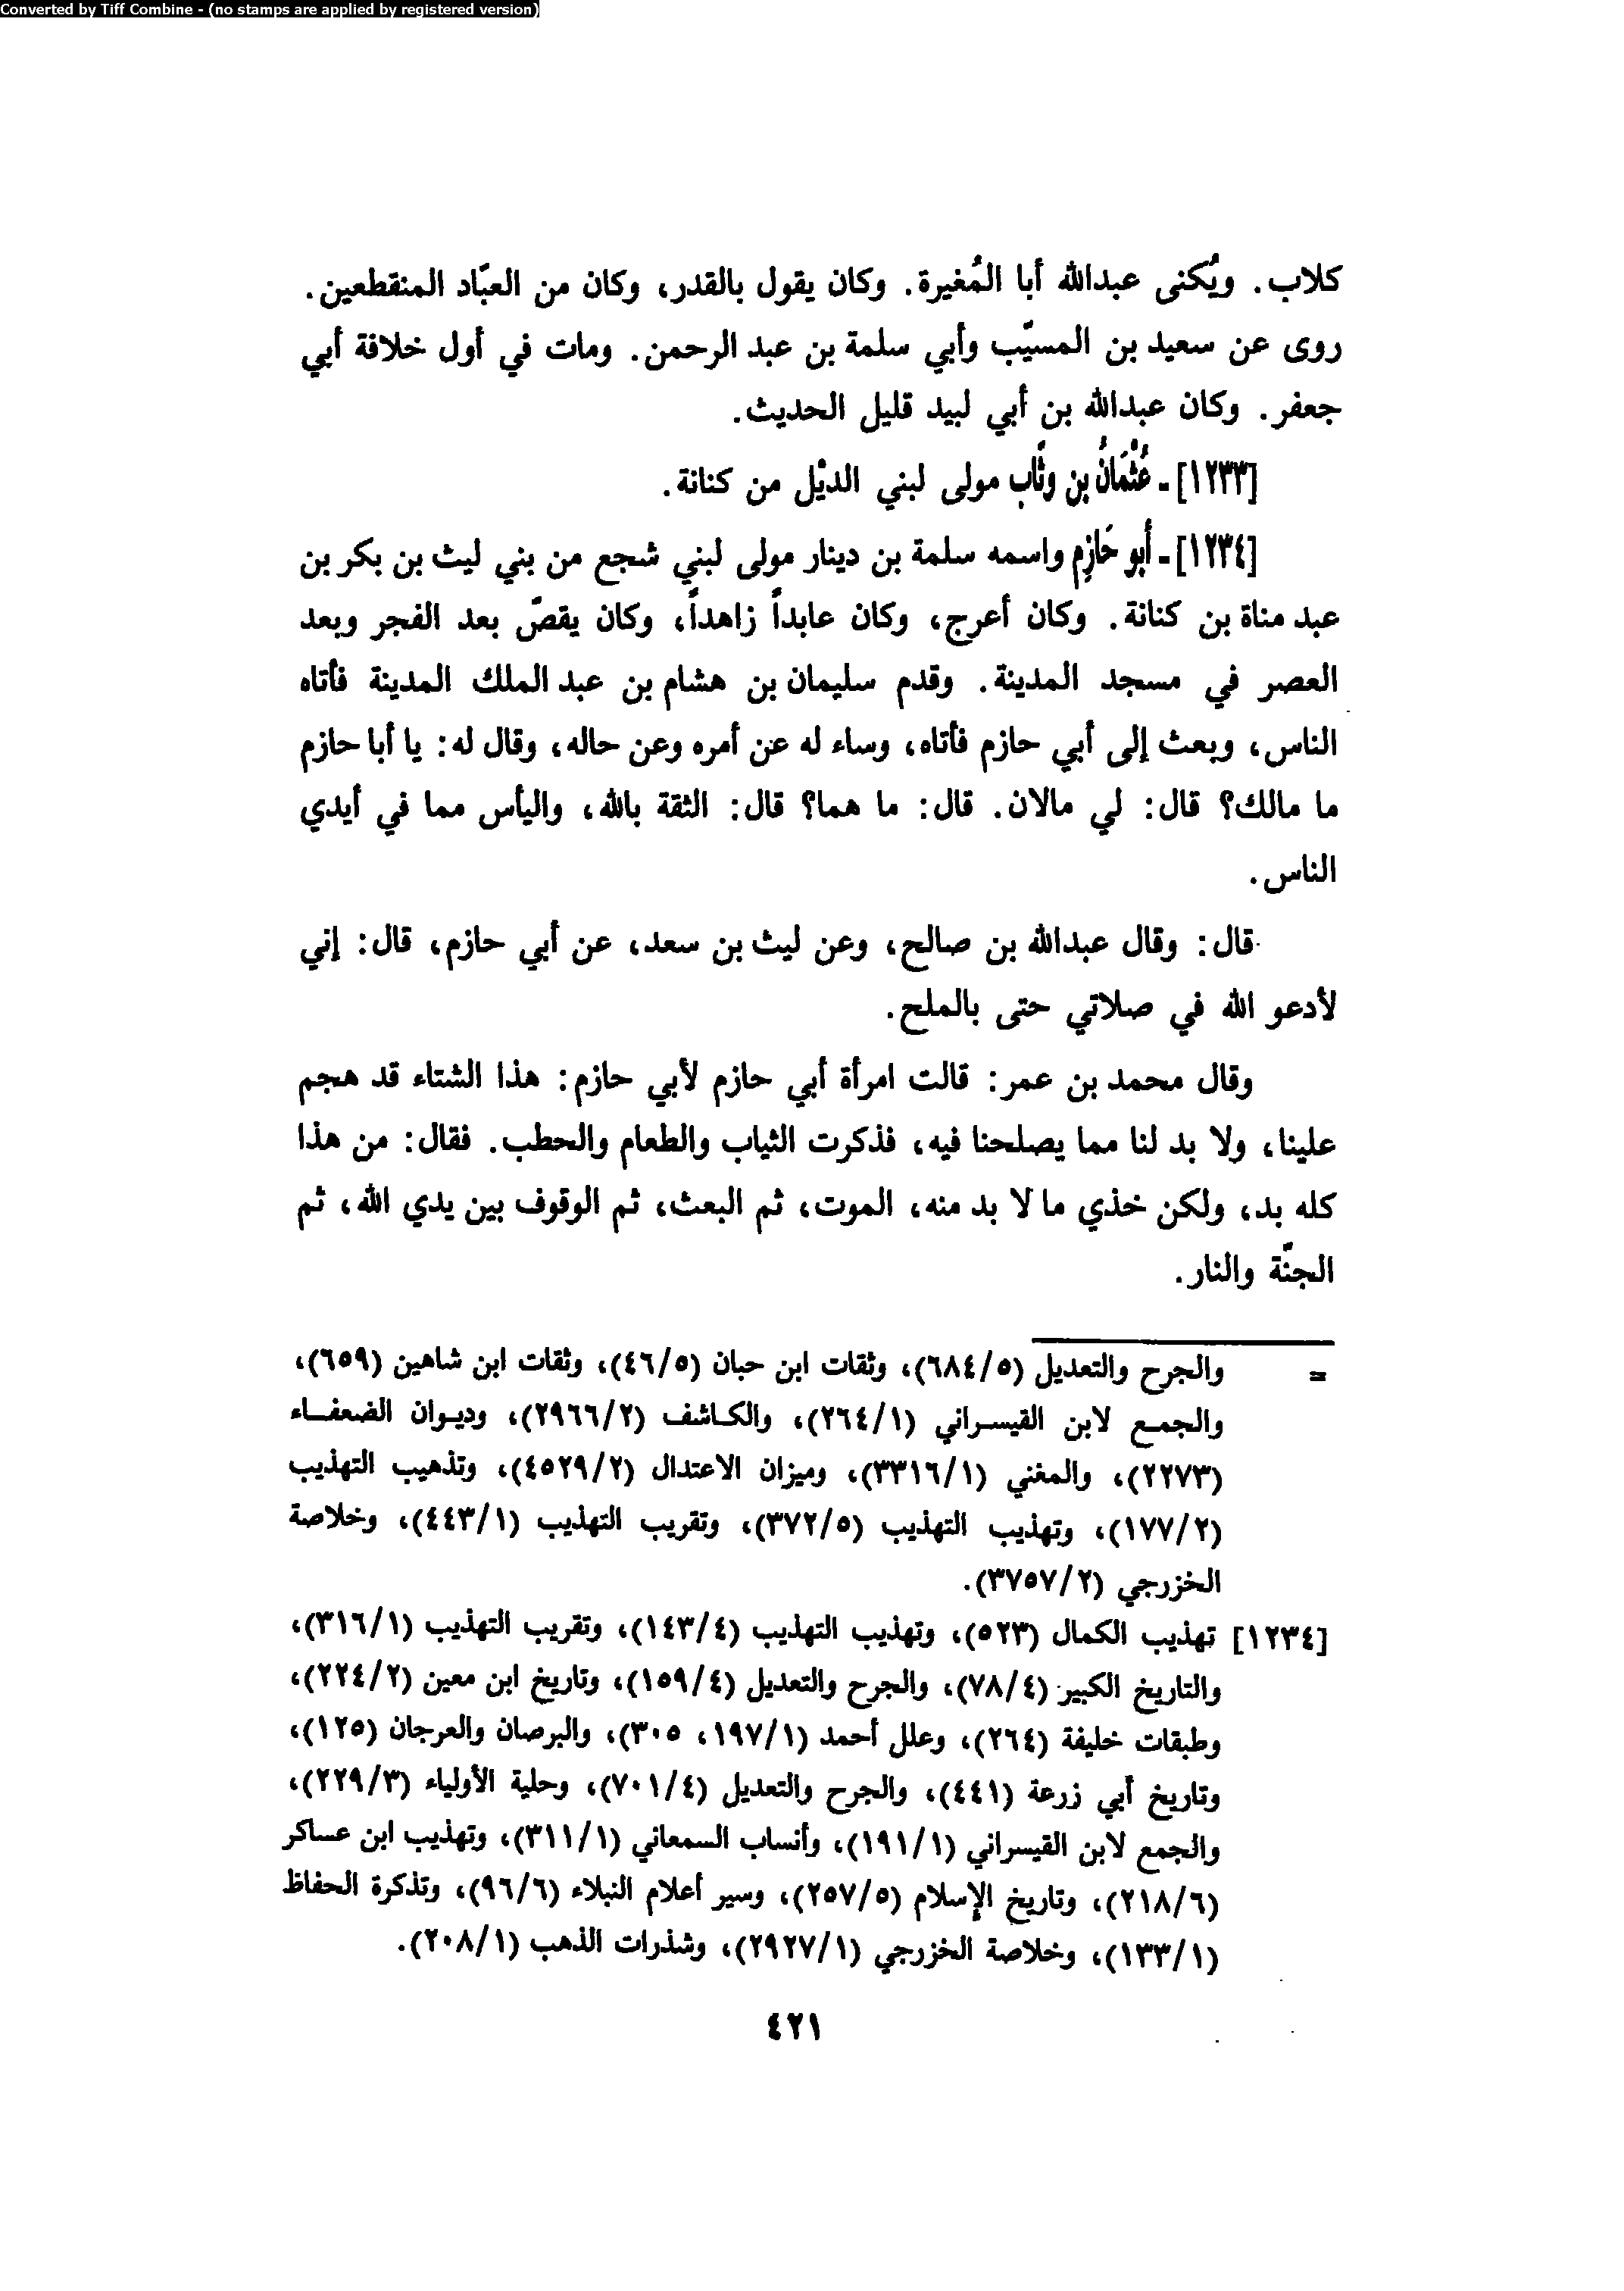 Converted by Tiff Combine - (no stamps are applied by registered version)
كلاب. ويُكنى عبدالله أبا المُغيرة. وكان يقول بالقدر، وكان من العبّاد المنقطعين.
روى عن سعيد بن المسيّب وأبي سلمة بن عبد الرحمن. ومات في أول خلافة أبي
جعفر. وكان عبدالله بن أبي لبيد قليل الحديث.
[١٢٣٣] ـ عُثْمَانُ بن وثَّاب مولى لبني الديْل من كنانة.
[١٢٣٤] ـ أَبُو حَازِم واسمه سلمة بن دينار مولى لبني شجع من بني ليث بن بكر بن
عبد مناة بن كنانة. وكان أعرج، وكان عابداً زاهداً، وكان يقصّ بعد الفجر وبعد
العصر في مسجد المدينة. وقدم سليمان بن هشام بن عبد الملك المدينة فأتاه
الناس، وبعث إلى أبي حازم فأتاه، وساء له عن أمره وعن حاله، وقال له: يا أبا حازم
ما مالك؟ قال: لي مالان. قال: ما هما؟ قال: الثقة بالله، واليأس مما في أيدي
الناس.
قال: وقال عبدالله بن صالح، وعن ليث بن سعد، عن أبي حازم، قال: إني
لأدعو الله في صلاتي حتى بالملح.
وقال محمد بن عمر: قالت امرأة أبي حازم لأبي حازم: هذا الشتاء قد هجم
علينا، ولا بد لنا مما يصلحنا فيه، فذكرت الثياب والطعام والحطب. فقال: من هذا
كله بد، ولكن خذي ما لا بد منه، الموت، ثم البعث، ثم الوقوف بين يدي الله، ثم
الجنّة والنار.
= والجرح والتعديل (٥/٦٨٤)، وثقات ابن حبان (٥/٤٦)، وثقات ابن شاهين (٦٥٩)،
والجمع لابن القيسراني (١/٢٦٤)، والكاشف (٢/٢٩٦٦)، وديوان الضعفاء
(٢٢٧٣)، والمغني (١/٣٣١٦)، وميزان الاعتدال (٢/٤٥٢٩)، وتذهيب التهذيب
(٢/١٧٧)، وتهذيب التهذيب (٥/٣٧٢)، وتقريب التهذيب (١/٤٤٣)، وخلاصة
الخزرجي (٢/٣٧٥٧).
[١٢٣٤] تهذيب الكمال (٥٢٣)، وتهذيب التهذيب (٤/١٤٣)، وتقريب التهذيب (١/٣١٦)،
والتاريخ الكبير (٤/٧٨)، والجرح والتعديل (٤/١٥٩)، وتاريخ ابن معين (٢/٢٢٤)،
وطبقات خليفة (٢٦٤)، وعلل أحمد (١/١٩٧، ٣٠٥)، والبرصان والعرجان (١٢٥)،
وتاريخ أبي زرعة (٤٤١)، والجرح والتعديل (٤/٧٠١)، وحلية الأولياء (٣/٢٢٩)،
والجمع لابن القيسراني (١/١٩١)، وأنساب السمعاني (١/٣١١)، وتهذيب ابن عساكر
(٦/٢١٨)، وتاريخ الإسلام (٥/٢٥٧)، وسير أعلام النبلاء (٦/٩٦)، وتذكرة الحفاظ
(١/١٣٣)، وخلاصة الخزرجي (١/٢٩٢٧)، وشذرات الذهب (١/٢٠٨).
٤٢١